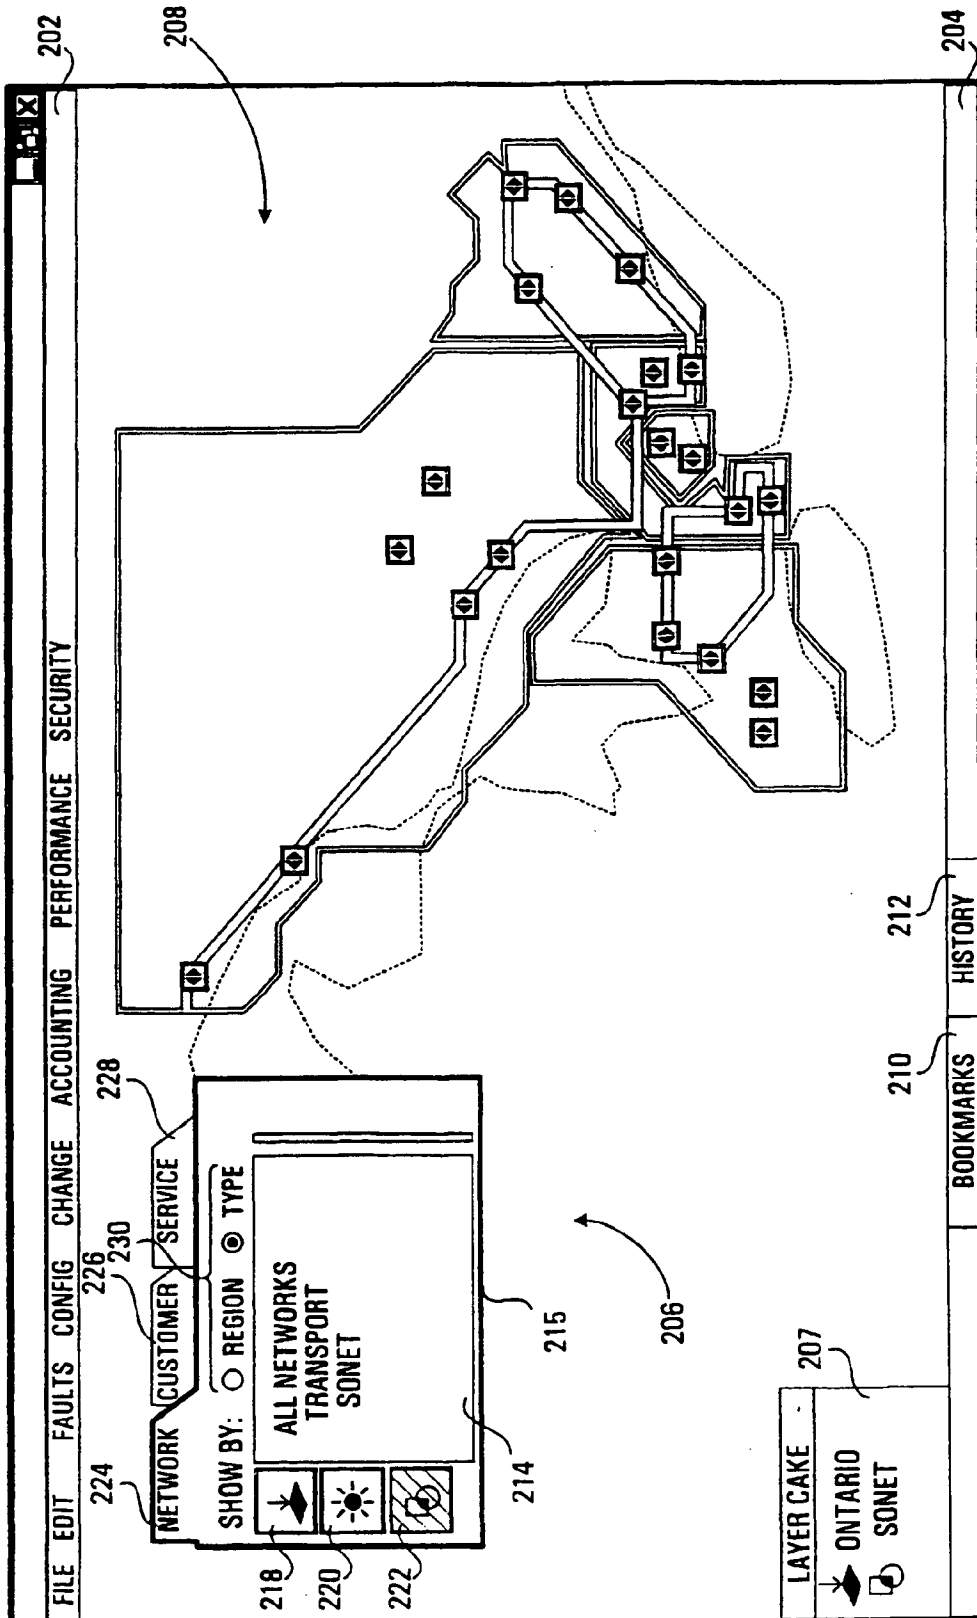 202
208
FILE EDIT FAULTS CONFIG CHANGE ACCOUNTING PERFORMANCE SECURITY
224
226
230
228
NETWORK CUSTOMER SERVICE
SHOW BY: REGION TYPE
ALL NETWORKS
TRANSPORT
SONET
218
220
222
214
215
206
LAYER CAKE
ONTARIO
SONET
207
210
212
BOOKMARKS HISTORY
204